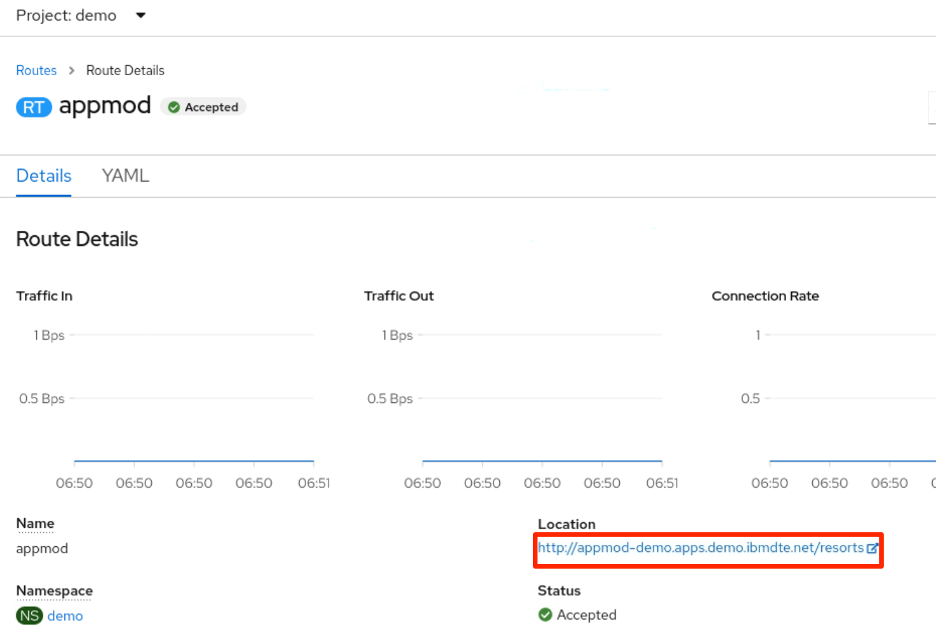 Project: demo
Routes > Route Details
RT appmod Accepted
Details YAML
Route Details
Traffic In
1 Bps
0.5 Bps
06:50 06:50 06:50 06:50 06:51
Traffic Out
1 Bps
0.5 Bps
06:50 06:50 06:50 06:50 06:51
Connection Rate
1
0.5
06:50 06:50 06:50
Name
appmod
Namespace
NS demo
Location
http://appmod-demo.apps.demo.ibmdte.net/resorts
Status
Accepted